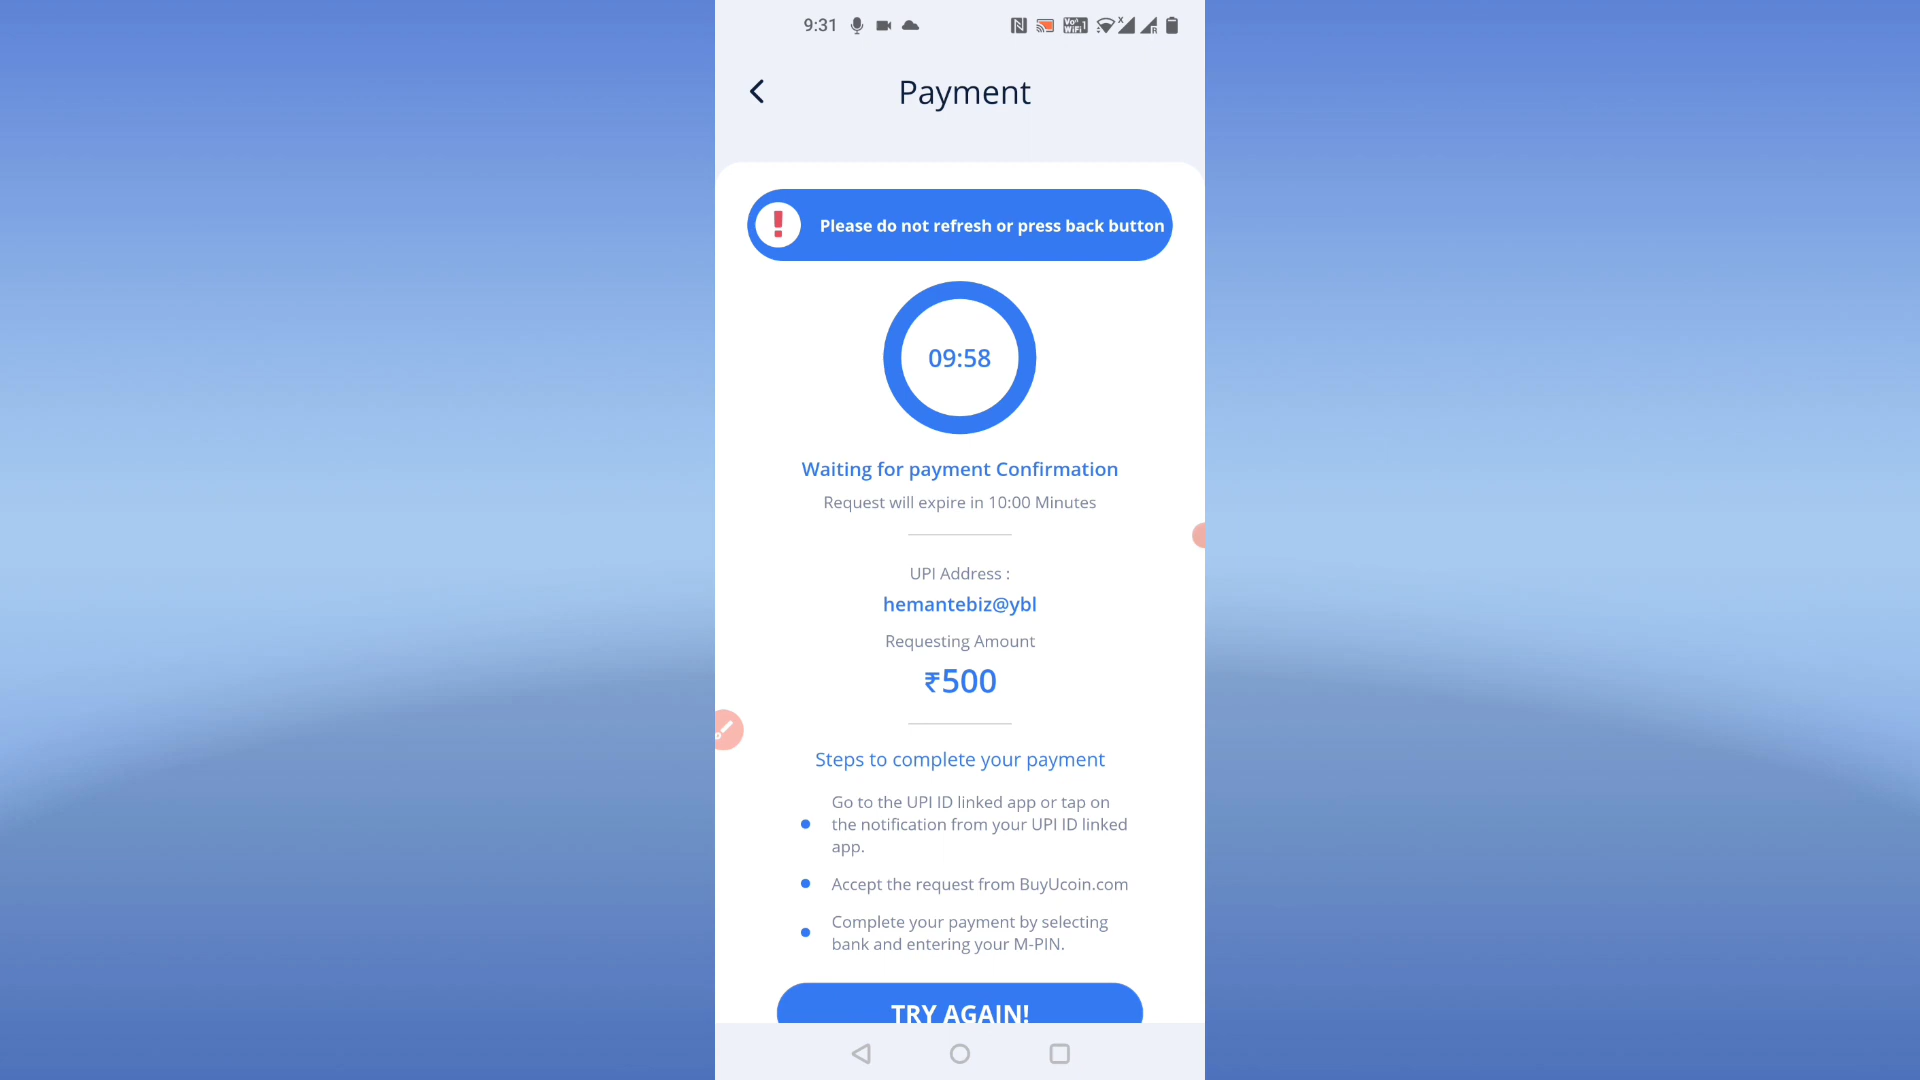 9:31
Vo
WiFi 1
X
R
Payment
Please do not refresh or press back button
09:58
Waiting for payment Confirmation
Request will expire in 10:00 Minutes
UPI Address :
hemantebiz@ybl
Requesting Amount
₹500
Steps to complete your payment
Go to the UPI ID linked app or tap on
the notification from your UPI ID linked
app.
Accept the request from BuyUcoin.com
Complete your payment by selecting
bank and entering your M-PIN.
TRY AGAIN!